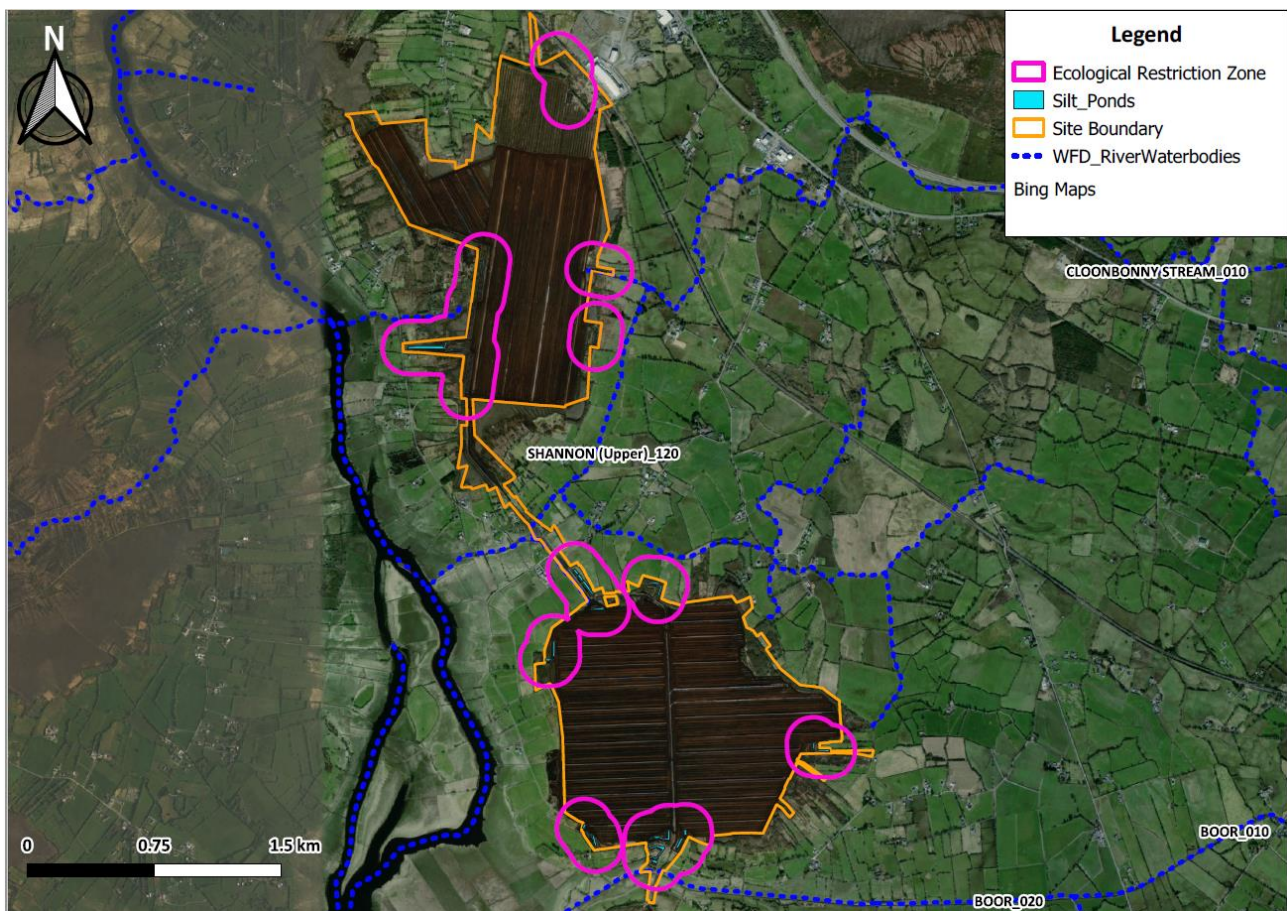 N
Legend
Ecological Restriction Zone
Silt_Ponds
Site Boundary
WFD_RiverWaterbodies
Bing Maps
CLOONBONNY STREAM_010
SHANNON (Upper)_120
BOOR_010
BOOR_020
0 0.75 1.5 km